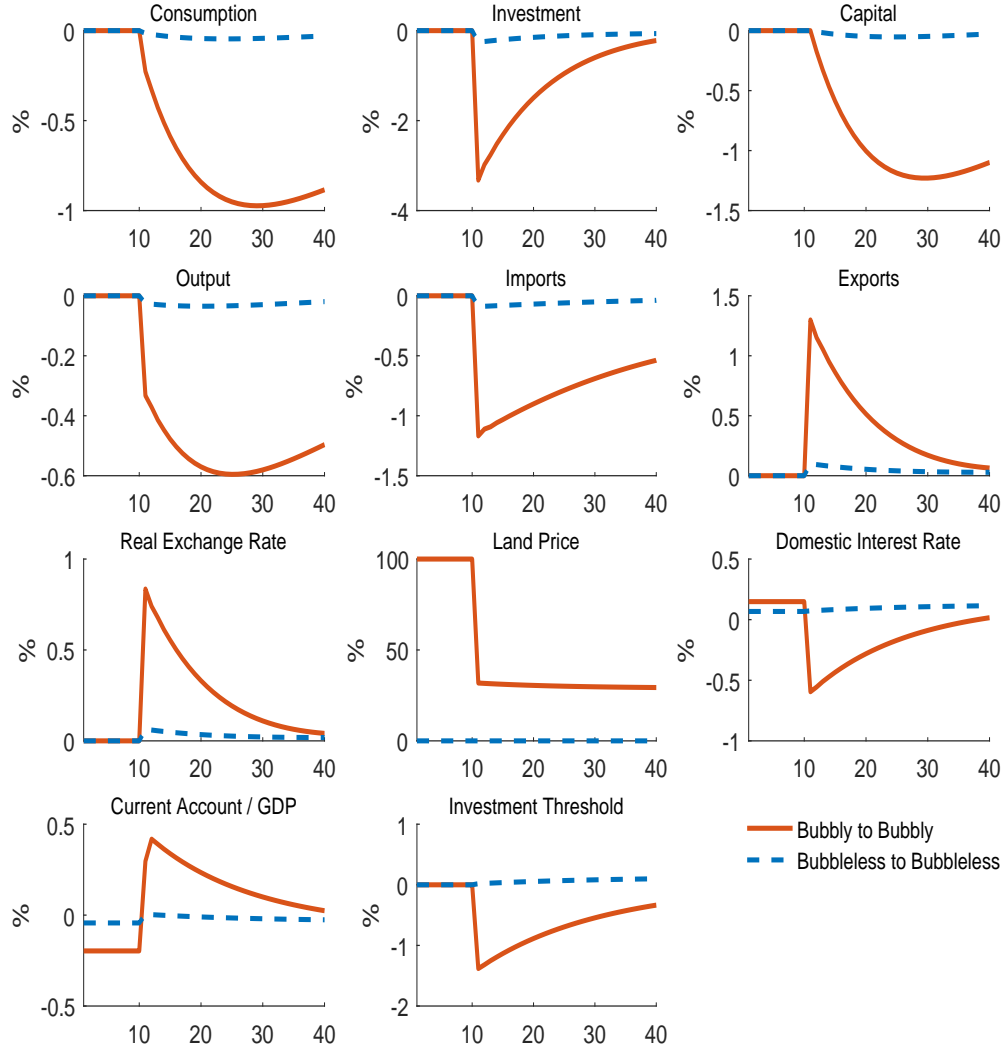 Consumption
0
-0.5
-1
%
10 20 30 40
Investment
0
-2
-4
%
10 20 30 40
Capital
0
-0.5
-1
-1.5
%
10 20 30 40
Output
0
-0.2
-0.4
-0.6
%
10 20 30 40
Imports
0
-0.5
-1
-1.5
%
10 20 30 40
Exports
1.5
1
0.5
0
%
10 20 30 40
Real Exchange Rate
1
0.5
0
%
10 20 30 40
Land Price
100
50
0
%
10 20 30 40
Domestic Interest Rate
0.5
0
-0.5
-1
%
10 20 30 40
Current Account / GDP
0.5
0
-0.5
%
10 20 30 40
Investment Threshold
1
0
-1
-2
%
10 20 30 40
Bubbly to Bubbly
Bubbleless to Bubbleless